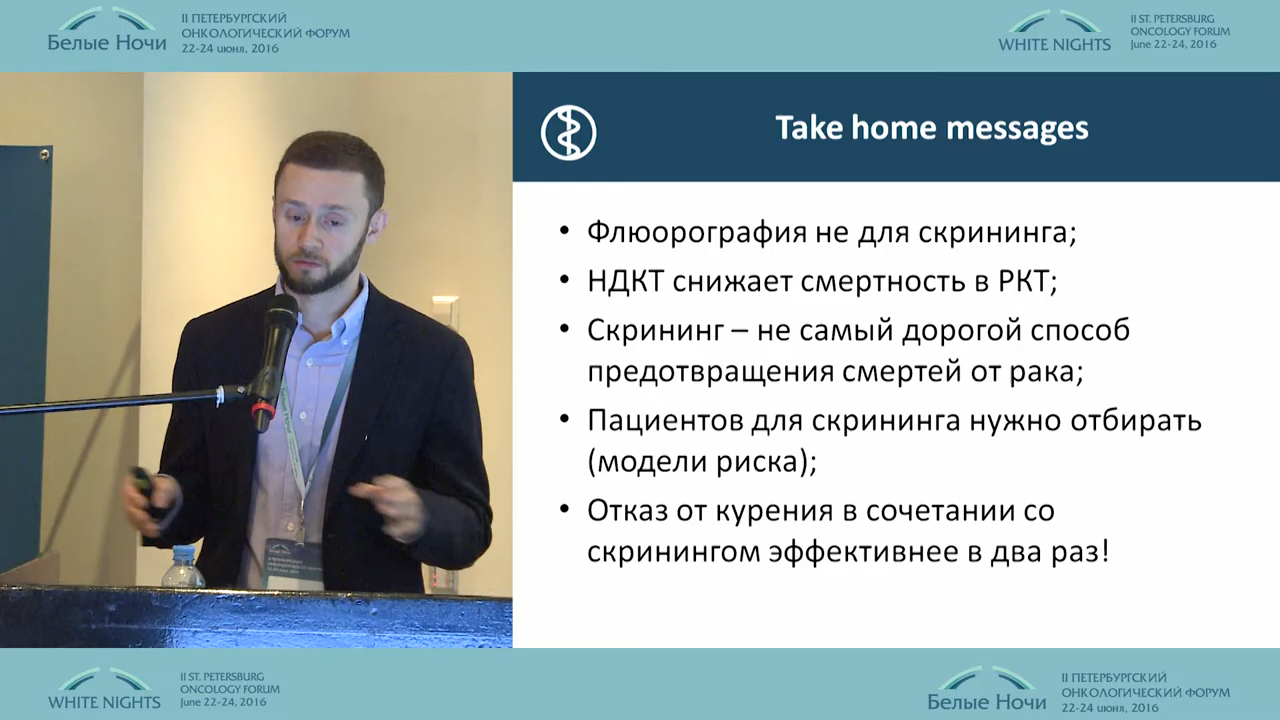 Белые Ночи
II ПЕТЕРБУРГСКИЙ
ОНКОЛОГИЧЕСКИЙ ФОРУМ
22-24 июня, 2016
WHITE NIGHTS
II ST. PETERSBURG
ONCOLOGY FORUM
June 22-24, 2016
Take home messages
• Флюорография не для скрининга;
• НДКТ снижает смертность в РКТ;
• Скрининг – не самый дорогой способ
предотвращения смертей от рака;
• Пациентов для скрининга нужно отбирать
(модели риска);
• Отказ от курения в сочетании со
скринингом эффективнее в два раз!
WHITE NIGHTS
II ST. PETERSBURG
ONCOLOGY FORUM
June 22-24, 2016
Белые Ночи
II ПЕТЕРБУРГСКИЙ
ОНКОЛОГИЧЕСКИЙ ФОРУМ
22-24 июня, 2016